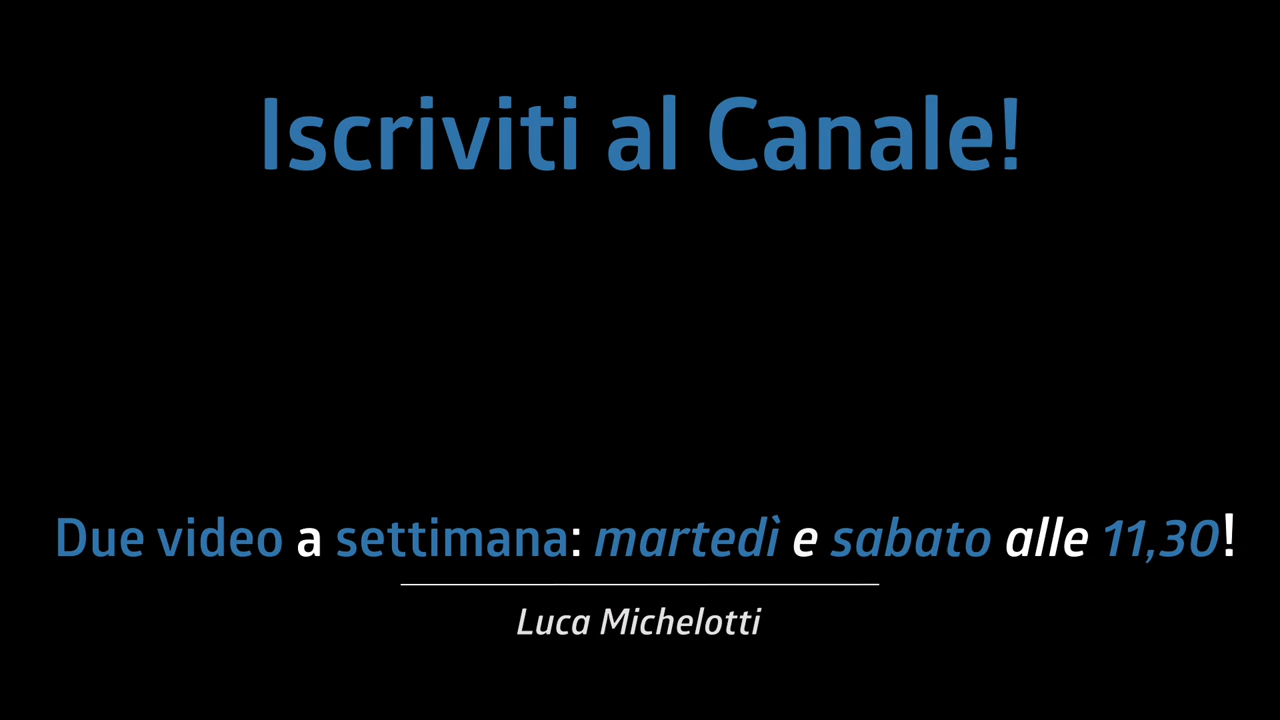 Iscriviti al Canale!
Due video a settimana: martedì e sabato alle 11,30!
Luca Michelotti